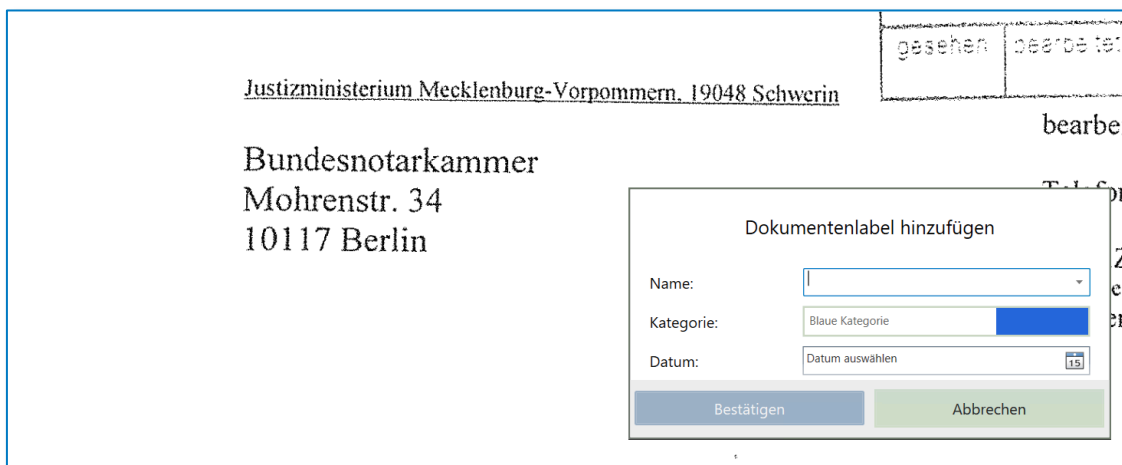 gesehen
Justizministerium Mecklenburg-Vorpommern, 19048 Schwerin
Bundesnotarkammer
Mohrenstr. 34
10117 Berlin
Dokumentenlabel hinzufügen
Name:
Kategorie:
Blaue Kategorie
Datum:
Datum auswählen
15
Bestätigen
Abbrechen